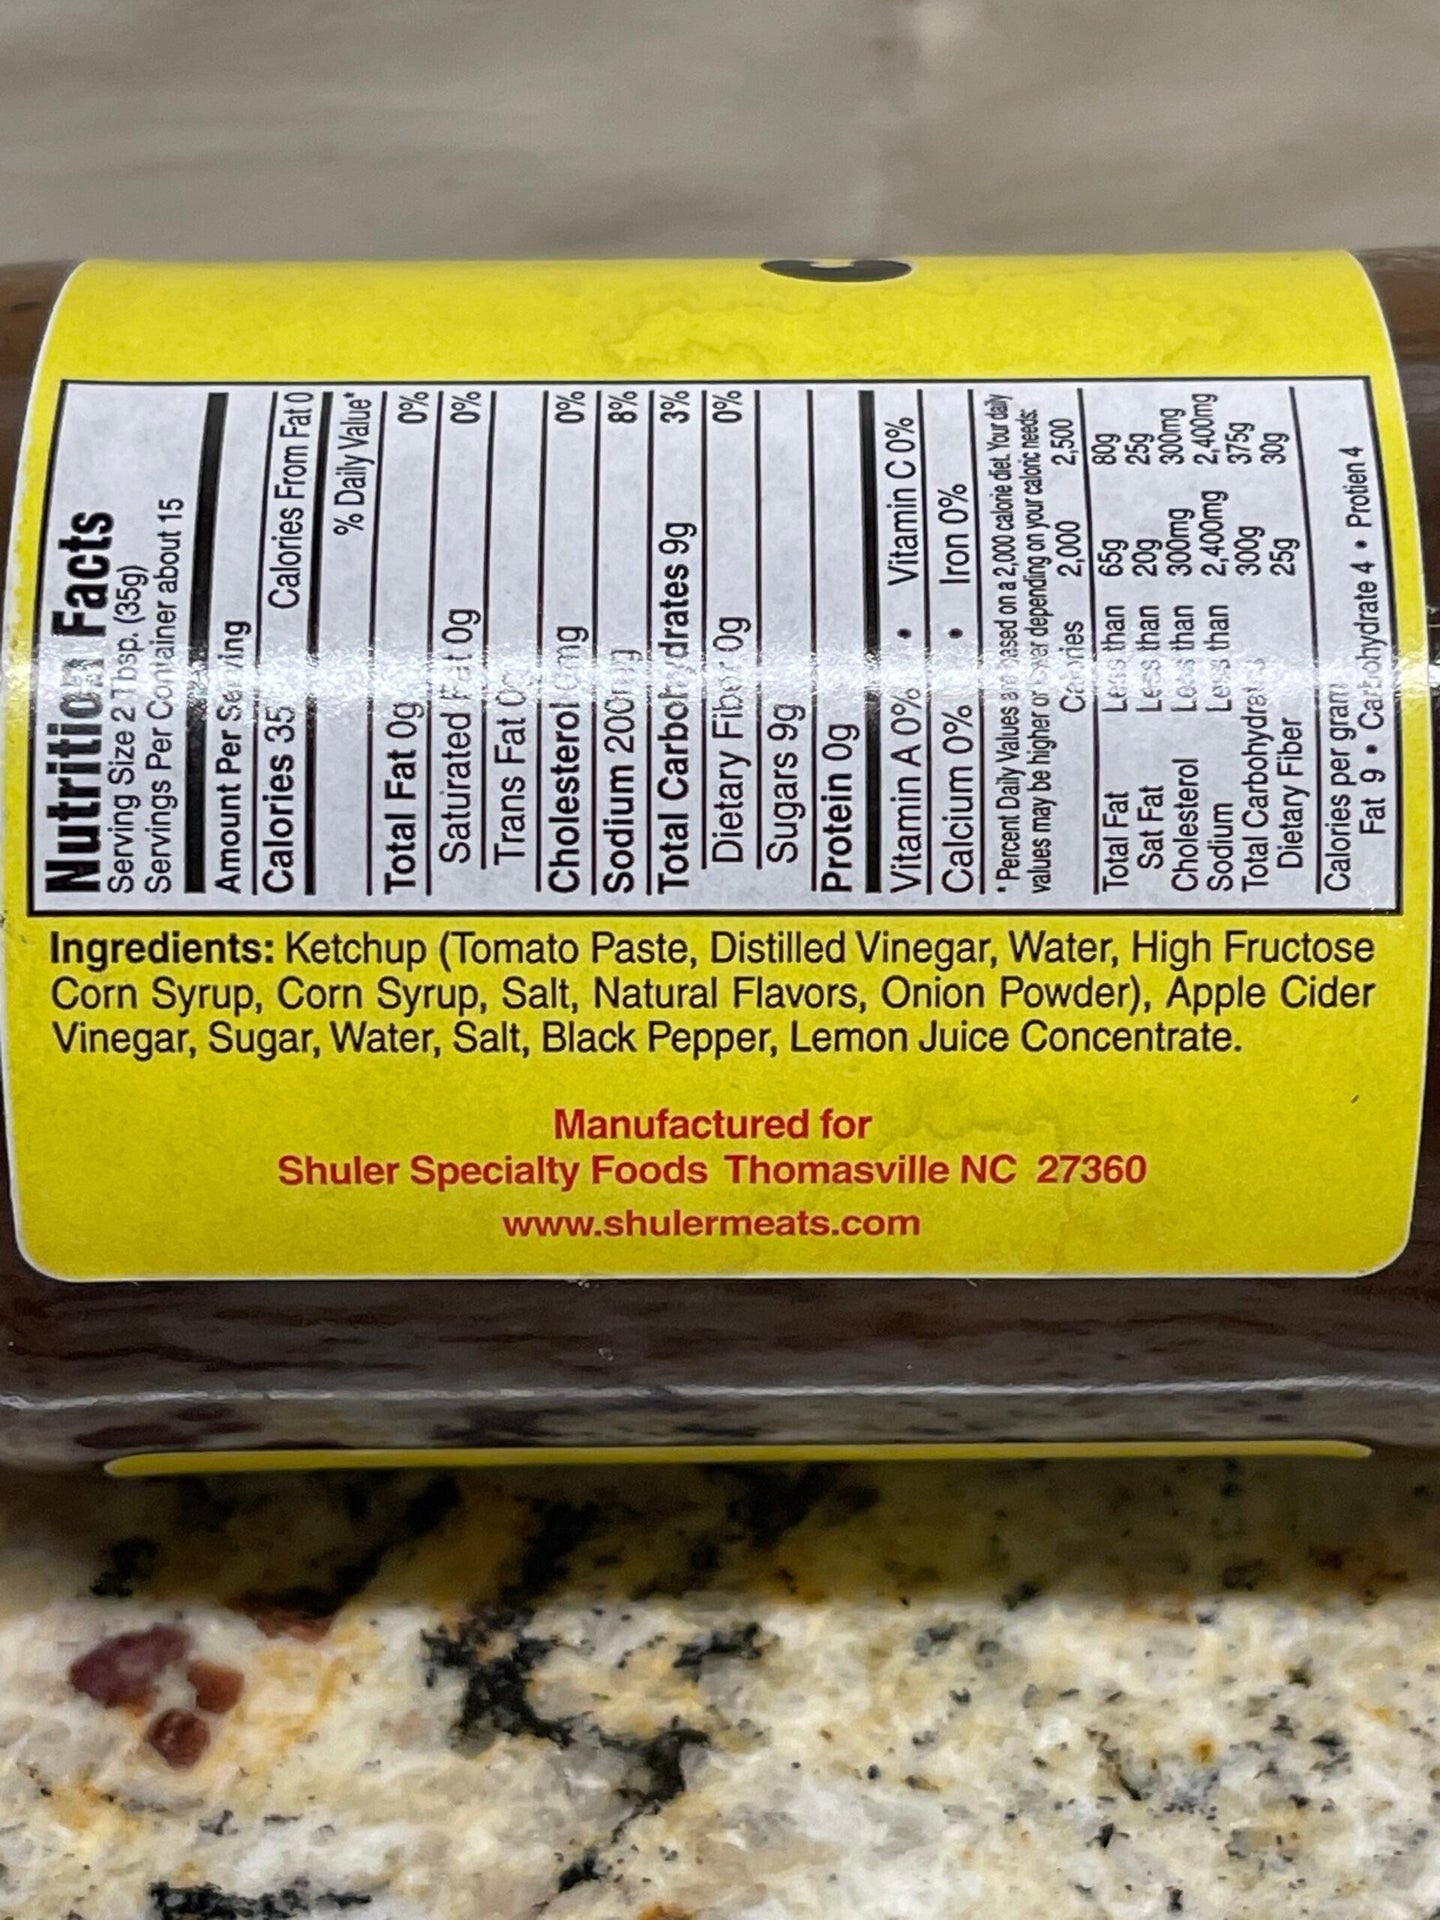 Nutrition Facts
Serving Size 2 Tbsp. (35g)
Servings Per Container about 15
Amount Per Serving
Calories 35 Calories From Fat 0
% Daily Value*
Total Fat 0g 0%
Saturated Fat 0g 0%
Trans Fat 0g
Cholesterol 0mg 0%
Sodium 200mg 8%
Total Carbohydrates 9g 3%
Dietary Fiber 0g 0%
Sugars 9g
Protein 0g
Vitamin A 0% • Vitamin C 0%
Calcium 0% • Iron 0%
* Percent Daily Values are based on a 2,000 calorie diet. Your daily
values may be higher or lower depending on your caloric needs:
Calories 2,000 2,500
Total Fat Less than 65g 80g
Sat Fat Less than 20g 25g
Cholesterol Less than 300mg 300mg
Sodium Less than 2,400mg 2,400mg
Total Carbohydrates 300g 375g
Dietary Fiber 25g 30g
Calories per gram
Fat 9 • Carbohydrate 4 • Protien 4
Ingredients: Ketchup (Tomato Paste, Distilled Vinegar, Water, High Fructose
Corn Syrup, Corn Syrup, Salt, Natural Flavors, Onion Powder), Apple Cider
Vinegar, Sugar, Water, Salt, Black Pepper, Lemon Juice Concentrate.
Manufactured for
Shuler Specialty Foods Thomasville NC 27360
www.shulermeats.com